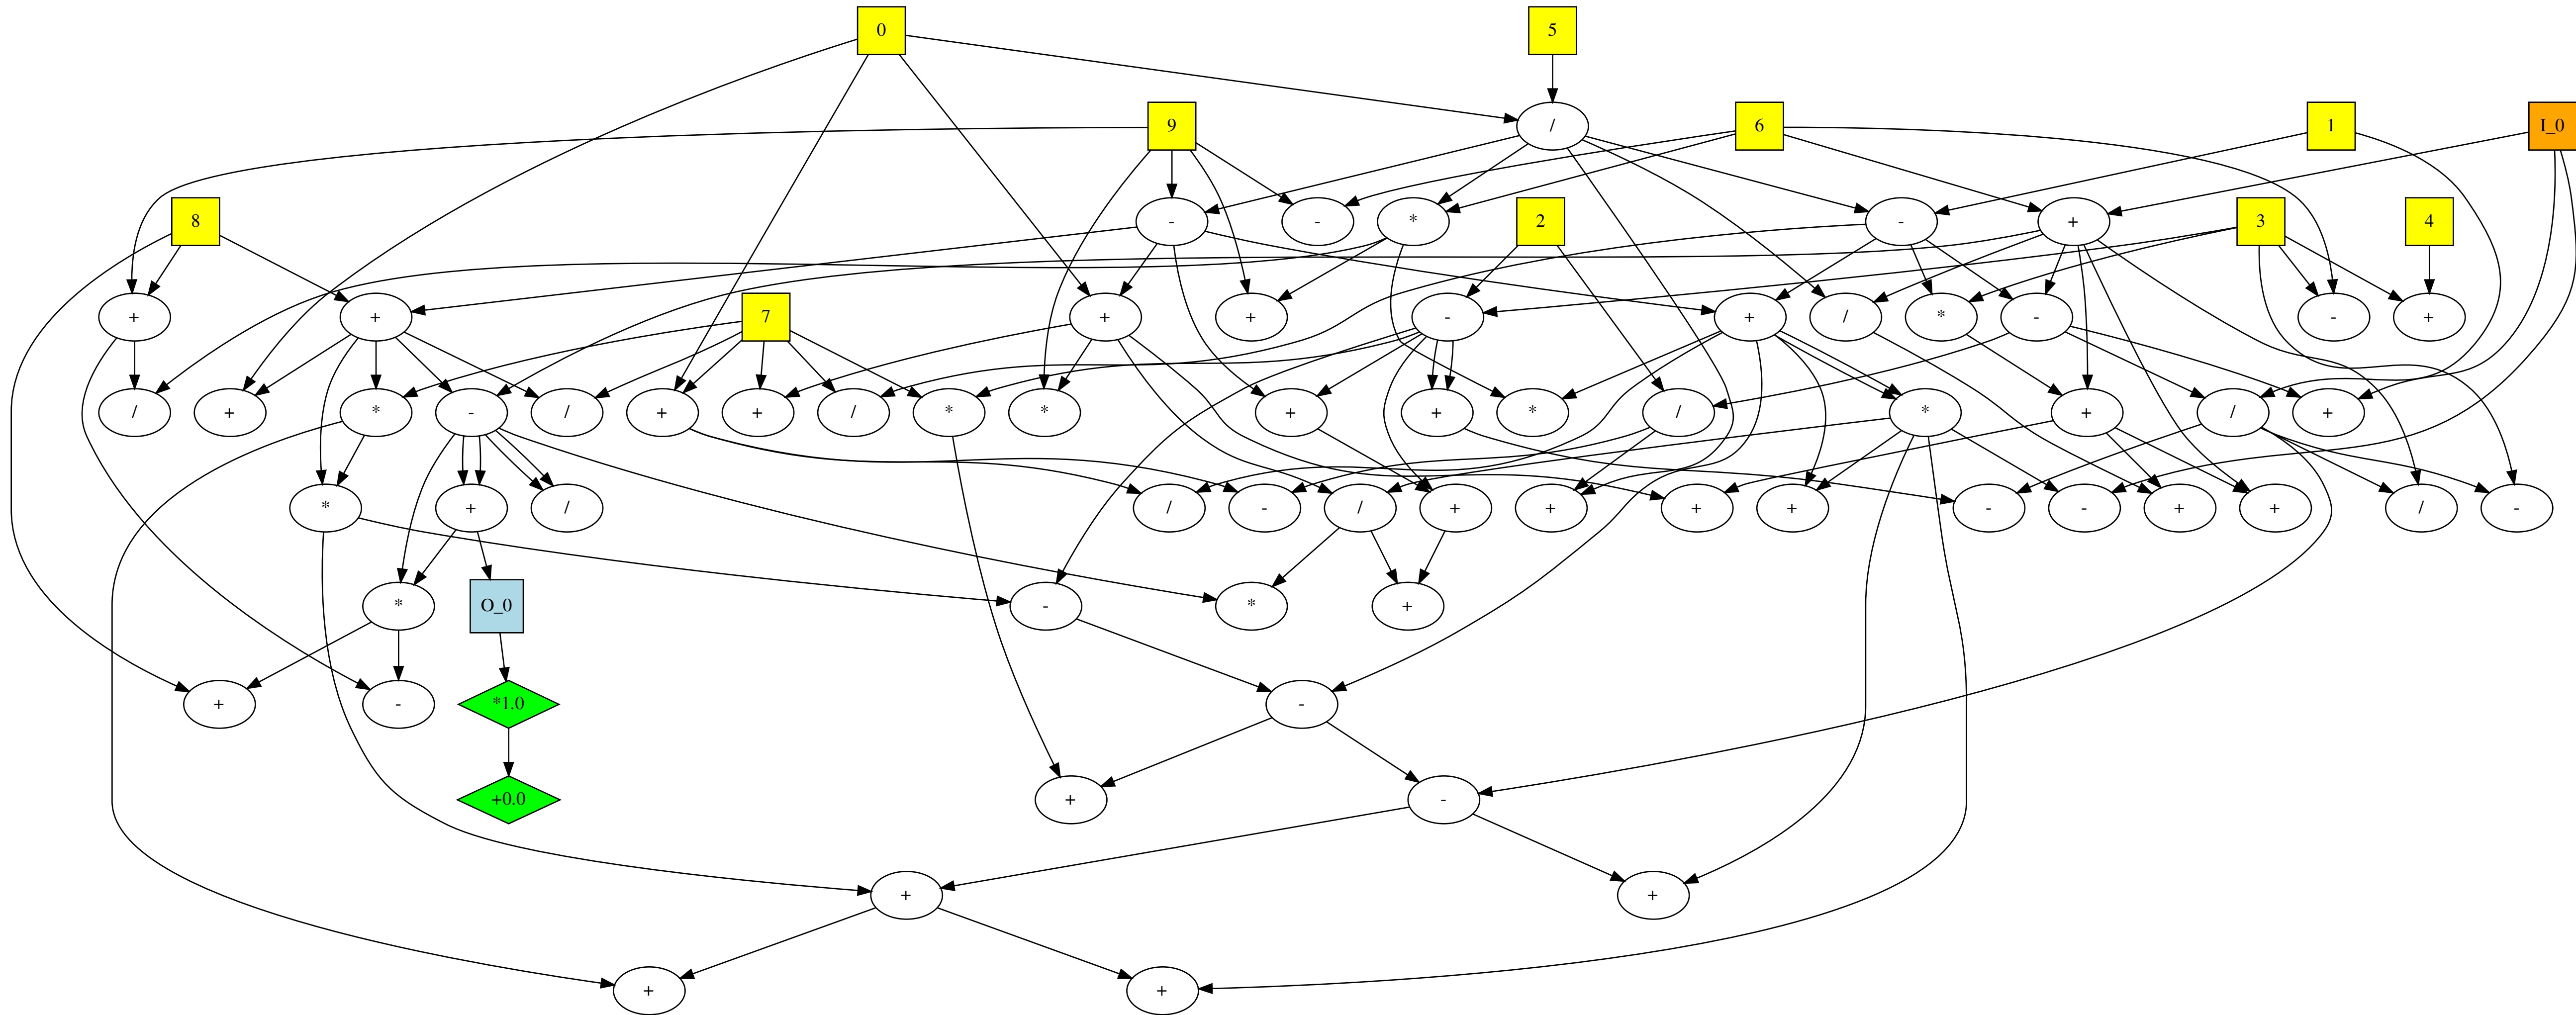 0 5
9 / 6 1 I_0
8 - - * 2 - + 3 4
+ + 7 + + - + / * - - +
/ + * - / + + / * * + + * / * + / +
* + / / - / + + + + - - + + / -
* O_0 - * +
+ - *1.0 -
+0.0 + -
+ +
+ +